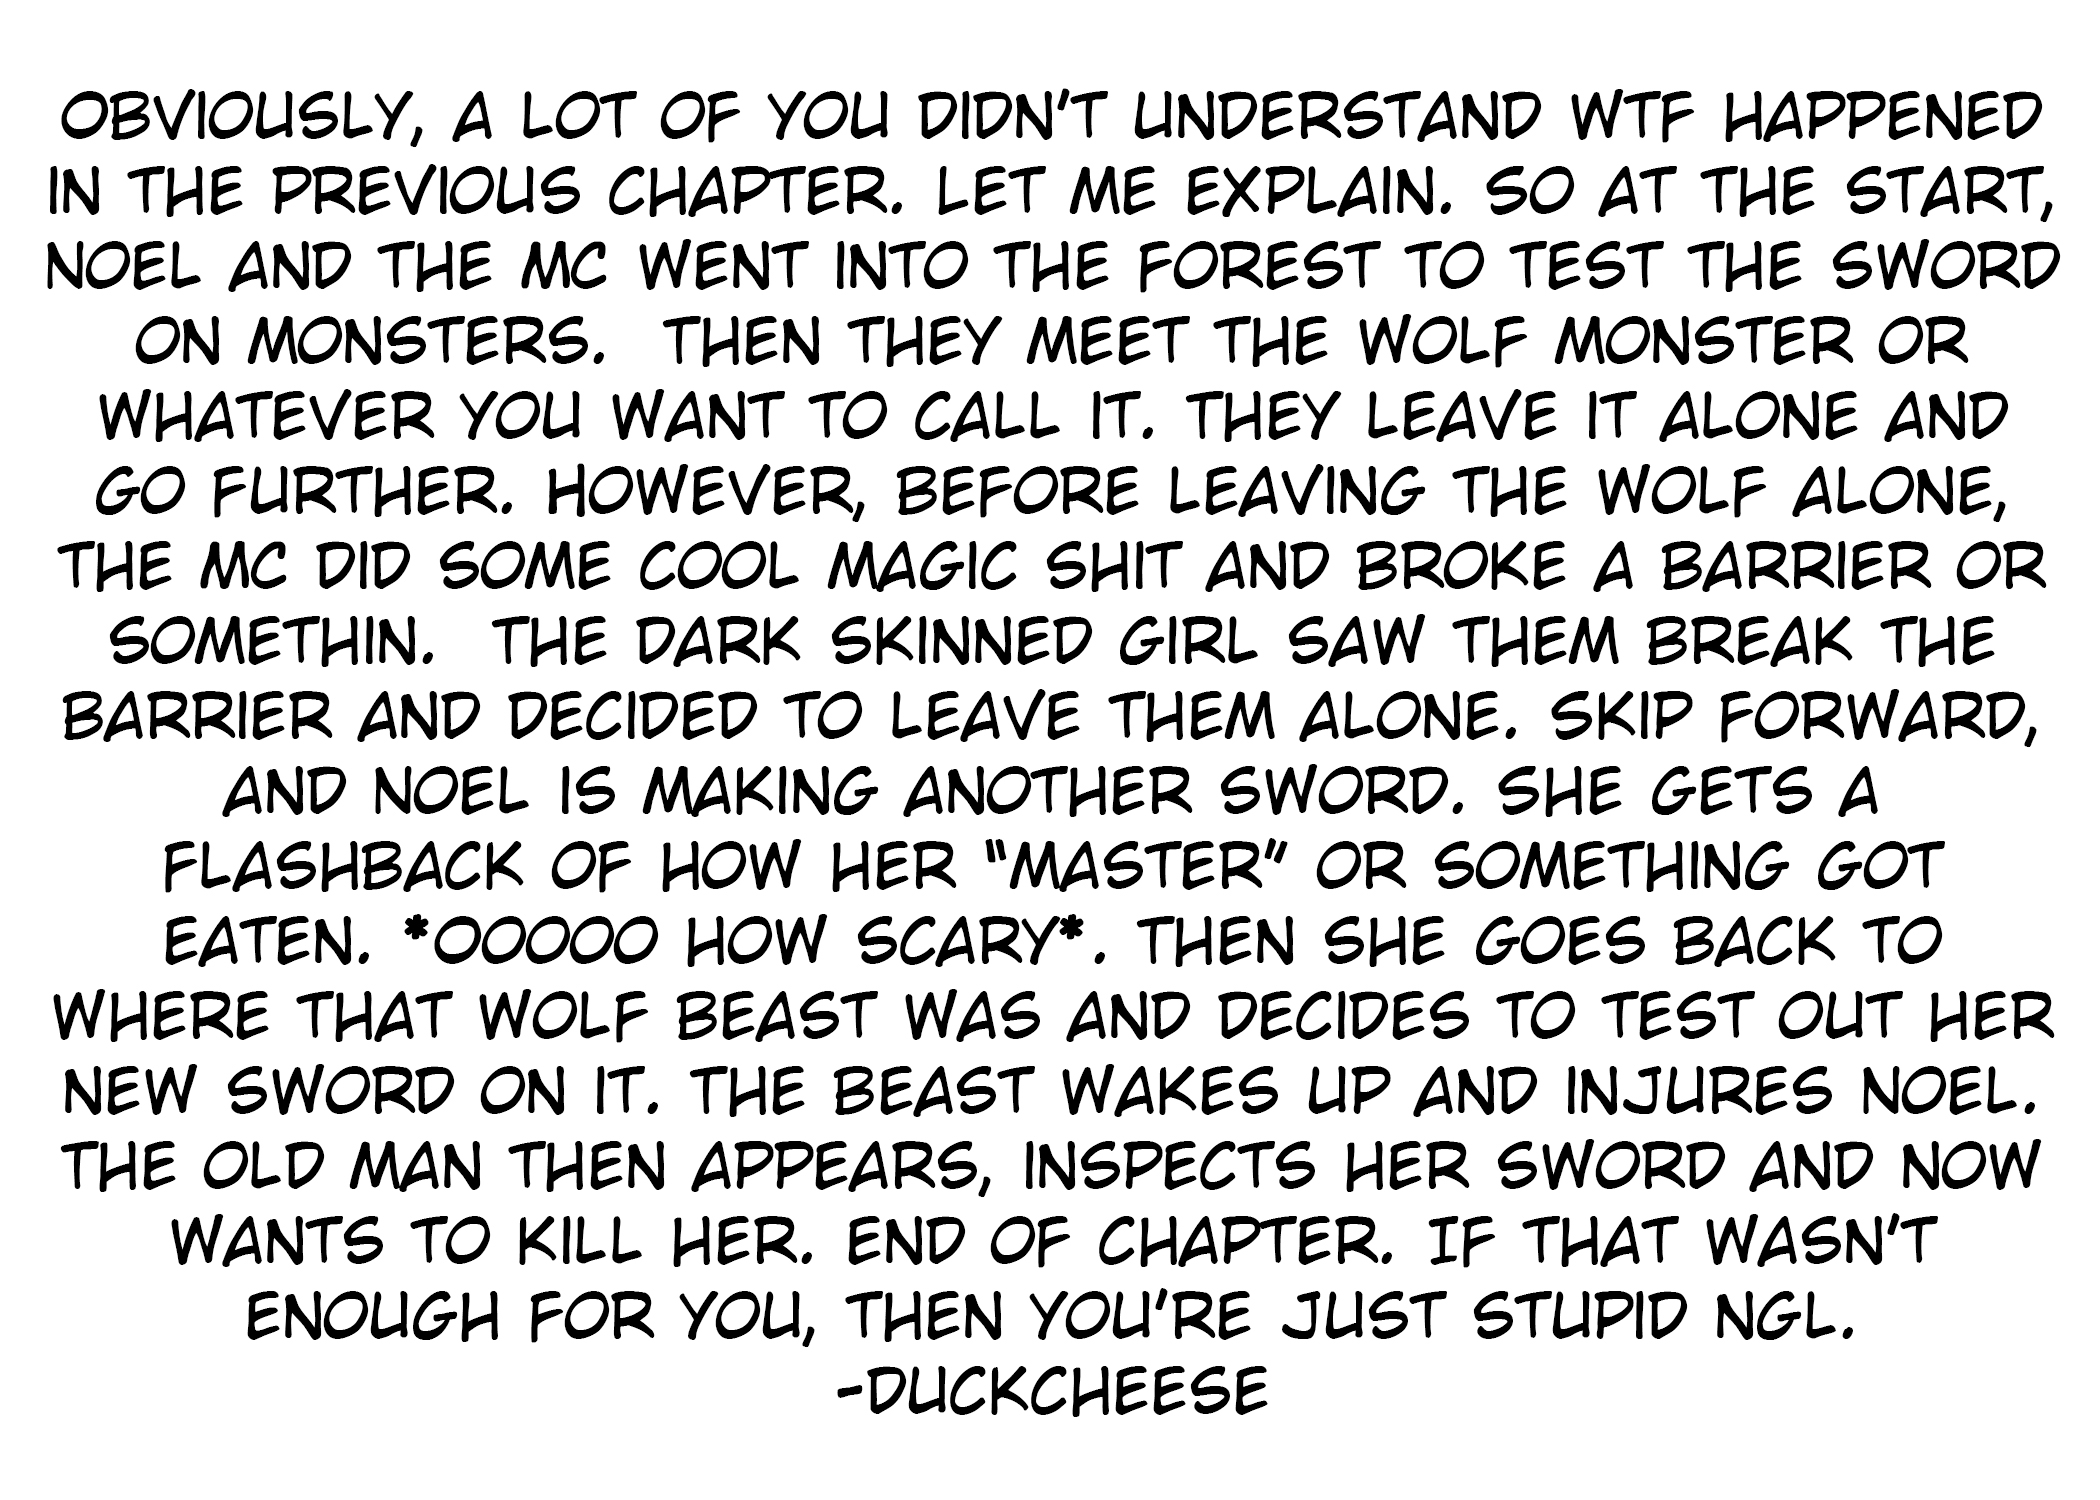 OBVIOUSLY, A LOT OF YOU DIDN'T UNDERSTAND WTF HAPPENED
IN THE PREVIOUS CHAPTER. LET ME EXPLAIN. SO AT THE START,
NOEL AND THE MC WENT INTO THE FOREST TO TEST THE SWORD
ON MONSTERS.  THEN THEY MEET THE WOLF MONSTER OR
WHATEVER YOU WANT TO CALL IT. THEY LEAVE IT ALONE AND
GO FURTHER. HOWEVER, BEFORE LEAVING THE WOLF ALONE,
THE MC DID SOME COOL MAGIC SHIT AND BROKE A BARRIER OR
SOMETHIN.  THE DARK SKINNED GIRL SAW THEM BREAK THE
BARRIER AND DECIDED TO LEAVE THEM ALONE. SKIP FORWARD,
AND NOEL IS MAKING ANOTHER SWORD. SHE GETS A
FLASHBACK OF HOW HER "MASTER" OR SOMETHING GOT
EATEN. *OOOOO HOW SCARY*. THEN SHE GOES BACK TO
WHERE THAT WOLF BEAST WAS AND DECIDES TO TEST OUT HER
NEW SWORD ON IT. THE BEAST WAKES UP AND INJURES NOEL.
THE OLD MAN THEN APPEARS, INSPECTS HER SWORD AND NOW
WANTS TO KILL HER. END OF CHAPTER. IF THAT WASN'T
ENOUGH FOR YOU, THEN YOU'RE JUST STUPID NGL.
-DUCKCHEESE